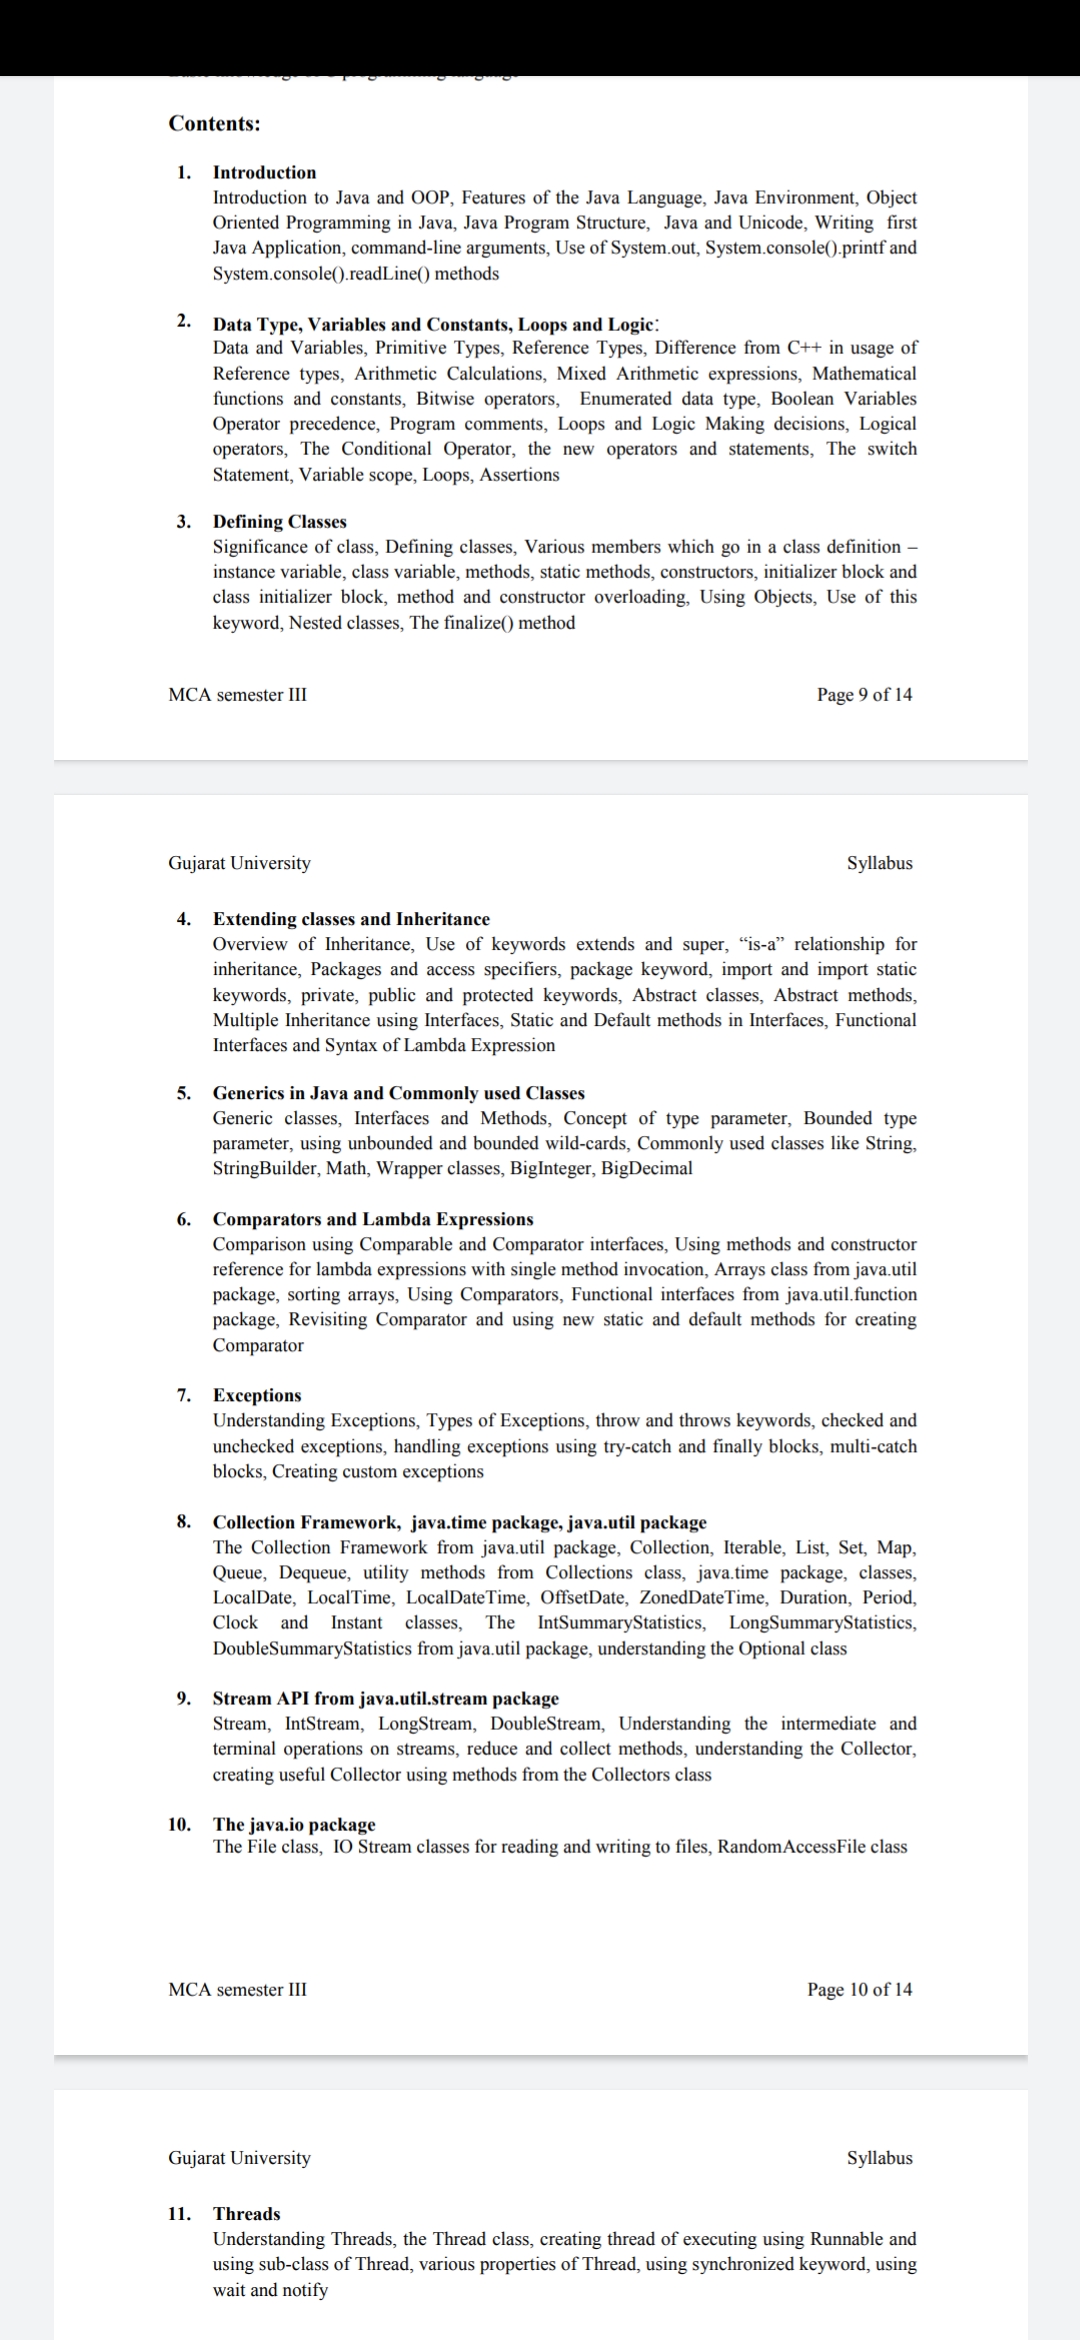 Contents:
1. Introduction
Introduction to Java and OOP, Features of the Java Language, Java Environment, Object
Oriented Programming in Java, Java Program Structure, Java and Unicode, Writing first
Java Application, command-line arguments, Use of System.out, System.console().printf and
System.console().readLine() methods
2. Data Type, Variables and Constants, Loops and Logic:
Data and Variables, Primitive Types, Reference Types, Difference from C++ in usage of
Reference types, Arithmetic Calculations, Mixed Arithmetic expressions, Mathematical
functions and constants, Bitwise operators, Enumerated data type, Boolean Variables
Operator precedence, Program comments, Loops and Logic Making decisions, Logical
operators, The Conditional Operator, the new operators and statements, The switch
Statement, Variable scope, Loops, Assertions
3. Defining Classes
Significance of class, Defining classes, Various members which go in a class definition –
instance variable, class variable, methods, static methods, constructors, initializer block and
class initializer block, method and constructor overloading, Using Objects, Use of this
keyword, Nested classes, The finalize() method
MCA semester III Page 9 of 14
Gujarat University Syllabus
4. Extending classes and Inheritance
Overview of Inheritance, Use of keywords extends and super, “is-a” relationship for
inheritance, Packages and access specifiers, package keyword, import and import static
keywords, private, public and protected keywords, Abstract classes, Abstract methods,
Multiple Inheritance using Interfaces, Static and Default methods in Interfaces, Functional
Interfaces and Syntax of Lambda Expression
5. Generics in Java and Commonly used Classes
Generic classes, Interfaces and Methods, Concept of type parameter, Bounded type
parameter, using unbounded and bounded wild-cards, Commonly used classes like String,
StringBuilder, Math, Wrapper classes, BigInteger, BigDecimal
6. Comparators and Lambda Expressions
Comparison using Comparable and Comparator interfaces, Using methods and constructor
reference for lambda expressions with single method invocation, Arrays class from java.util
package, sorting arrays, Using Comparators, Functional interfaces from java.util.function
package, Revisiting Comparator and using new static and default methods for creating
Comparator
7. Exceptions
Understanding Exceptions, Types of Exceptions, throw and throws keywords, checked and
unchecked exceptions, handling exceptions using try-catch and finally blocks, multi-catch
blocks, Creating custom exceptions
8. Collection Framework, java.time package, java.util package
The Collection Framework from java.util package, Collection, Iterable, List, Set, Map,
Queue, Dequeue, utility methods from Collections class, java.time package, classes,
LocalDate, LocalTime, LocalDateTime, OffsetDate, ZonedDateTime, Duration, Period,
Clock and Instant classes, The IntSummaryStatistics, LongSummaryStatistics,
DoubleSummaryStatistics from java.util package, understanding the Optional class
9. Stream API from java.util.stream package
Stream, IntStream, LongStream, DoubleStream, Understanding the intermediate and
terminal operations on streams, reduce and collect methods, understanding the Collector,
creating useful Collector using methods from the Collectors class
10. The java.io package
The File class, IO Stream classes for reading and writing to files, RandomAccessFile class
MCA semester III Page 10 of 14
Gujarat University Syllabus
11. Threads
Understanding Threads, the Thread class, creating thread of executing using Runnable and
using sub-class of Thread, various properties of Thread, using synchronized keyword, using
wait and notify